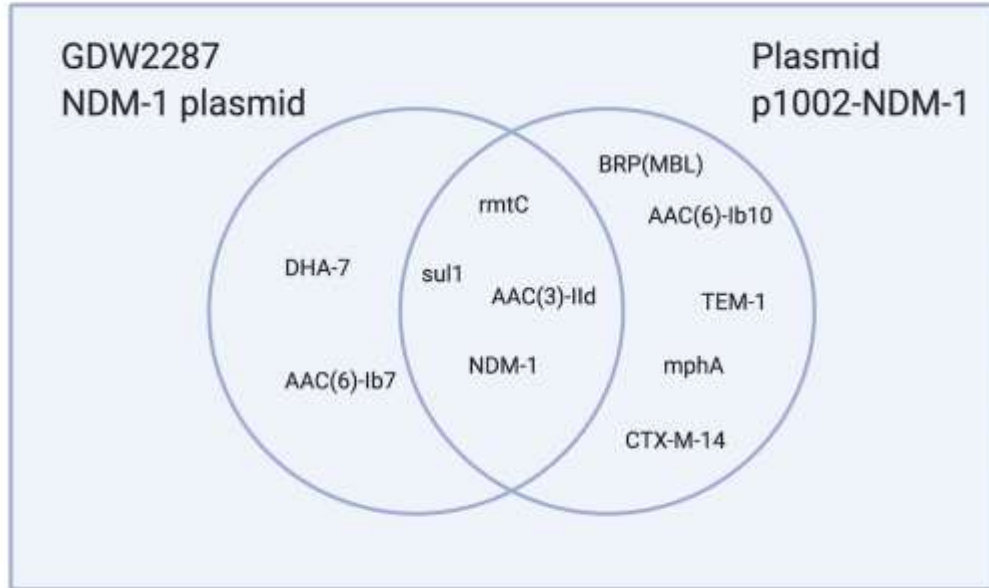 GDW2287
NDM-1 plasmid
Plasmid
p1002-NDM-1
DHA-7
AAC(6)-Ib7
rmtC
sul1
AAC(3)-IId
NDM-1
BRP(MBL)
AAC(6)-Ib10
TEM-1
mphA
CTX-M-14